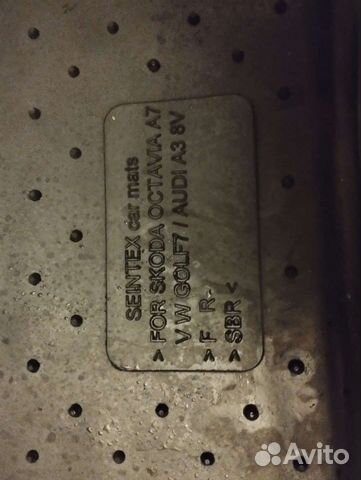 SEINTEX car mats
> FOR SKODA OCTAVIA A7
VW GOLF7 / AUDI A3 8V
> F R-
> SBR <
Avito